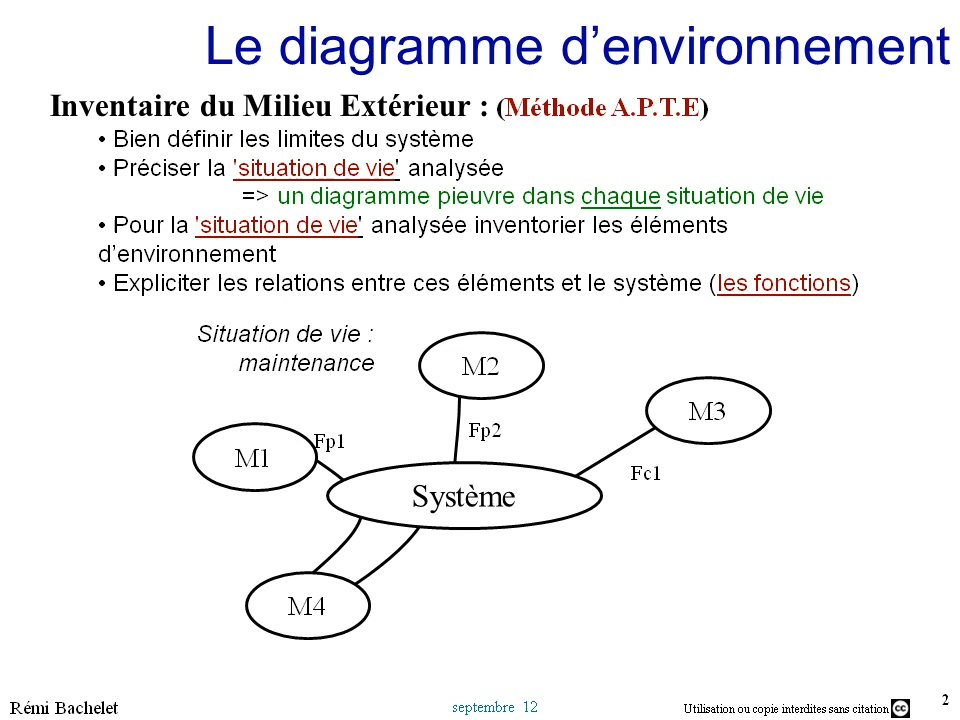 Le diagramme d’environnement
Inventaire du Milieu Extérieur : (Méthode A.P.T.E)
• Bien définir les limites du système
• Préciser la 'situation de vie' analysée
=> un diagramme pieuvre dans chaque situation de vie
• Pour la 'situation de vie' analysée inventorier les éléments
d’environnement
• Expliciter les relations entre ces éléments et le système (les fonctions)
Situation de vie :
maintenance
M2
M3
Fp1
Fp2
M1
Fc1
Système
M4
Rémi Bachelet
septembre 12
Utilisation ou copie interdites sans citation
cc
2